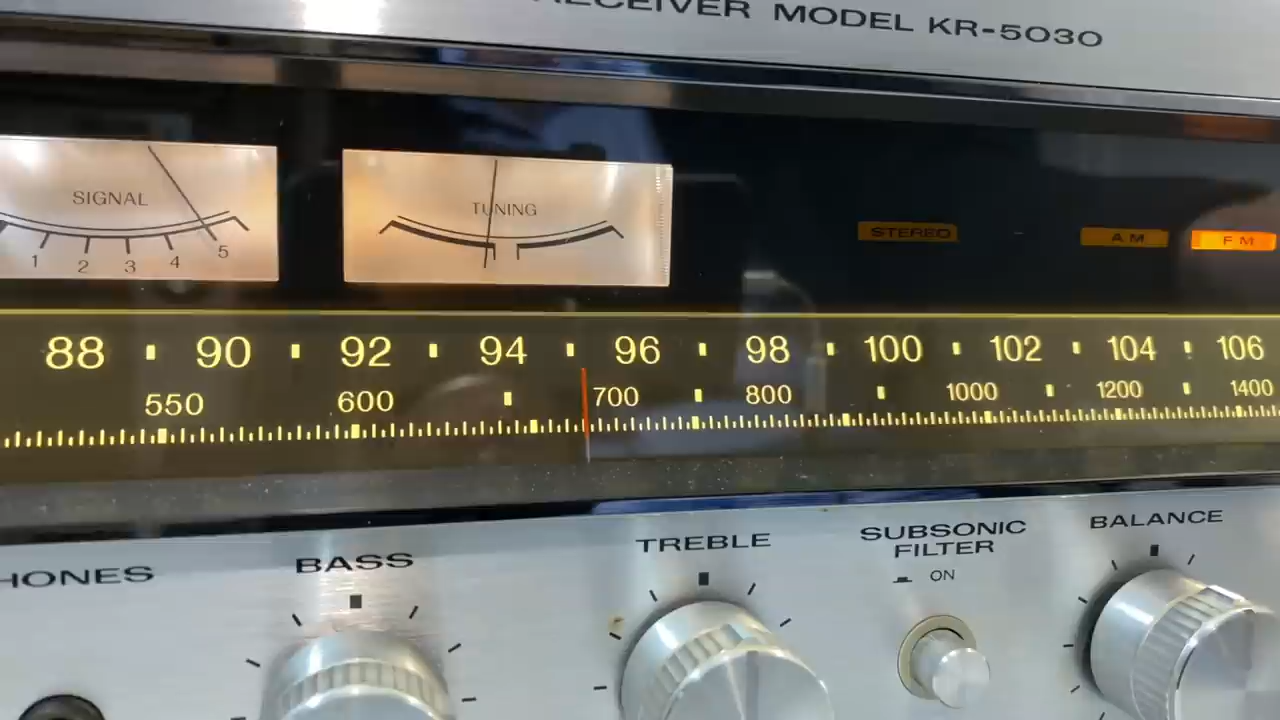 RECEIVER MODEL KR-5030
SIGNAL
1 2 3 4 5
TUNING
STEREO
AM
FM
88 90 92 94 96 98 100 102 104 106
550 600 700 800 1000 1200 1400
BASS
TREBLE
SUBSONIC
FILTER
ON
BALANCE